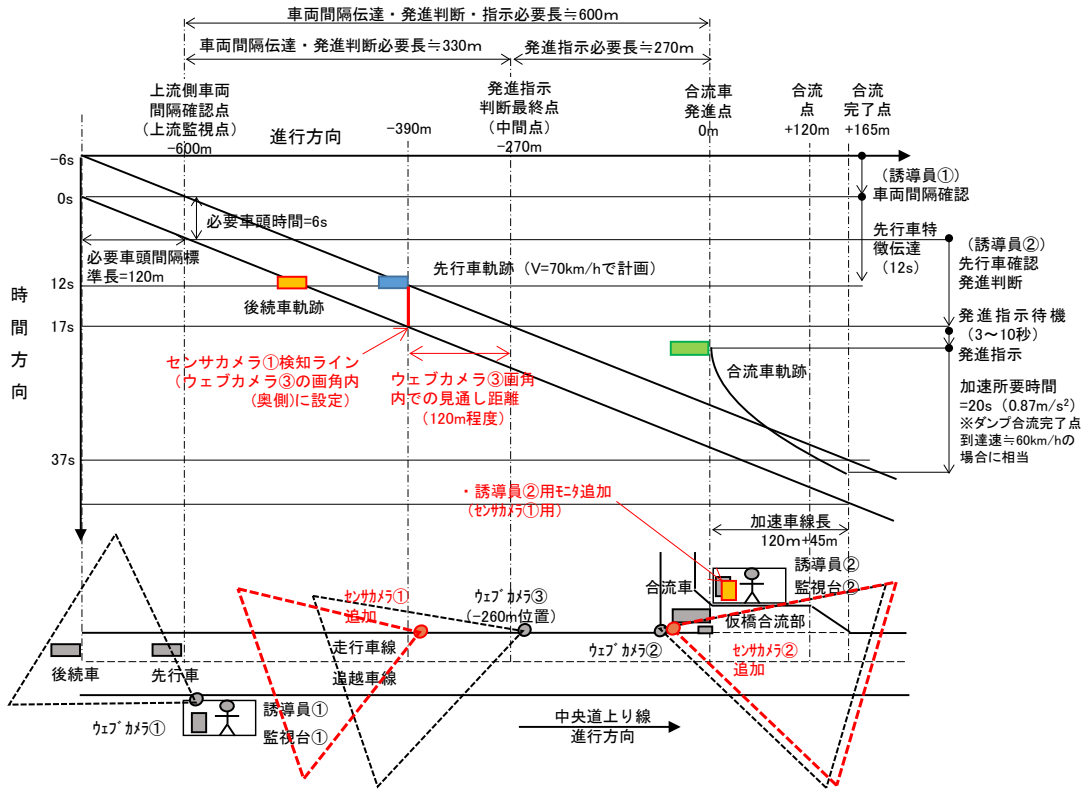 車両間隔伝達・発進判断・指示必要長≒600m
車両間隔伝達・発進判断必要長≒330m
発進指示必要長≒270m
上流側車両
間隔確認点
(上流監視点)
-600m
進行方向
-390m
発進指示
判断最終点
(中間点)
-270m
合流車
発進点
0m
合流
点
+120m
合流
完了点
+165m
-6s
0s
12s
17s
37s
時間方向
必要車頭時間=6s
必要車頭間隔標
準長=120m
先行車軌跡(V=70km/hで計画)
後続車軌跡
センサカメラ①検知ライン
(ウェブカメラ③の画角内
(奥側)に設定)
ウェブカメラ③画角
内での見通し距離
(120m程度)
合流車軌跡
(誘導員①)
車両間隔確認
先行車特
徴伝達
(12s)
(誘導員②)
先行車確認
発進判断
発進指示待機
(3~10秒)
発進指示
加速所要時間
=20s(0.87m/s²)
※ダンプ合流完了点
到達速≒60km/hの
場合に相当
・誘導員②用モニタ追加
(センサカメラ①用)
加速車線長
120m+45m
誘導員②
監視台②
合流車
仮橋合流部
センサカメラ①
追加
ウェブカメラ③
(-260m位置)
走行車線
追越車線
ウェブカメラ②
センサカメラ②
追加
後続車
先行車
ウェブカメラ①
誘導員①
監視台①
中央道上り線
進行方向